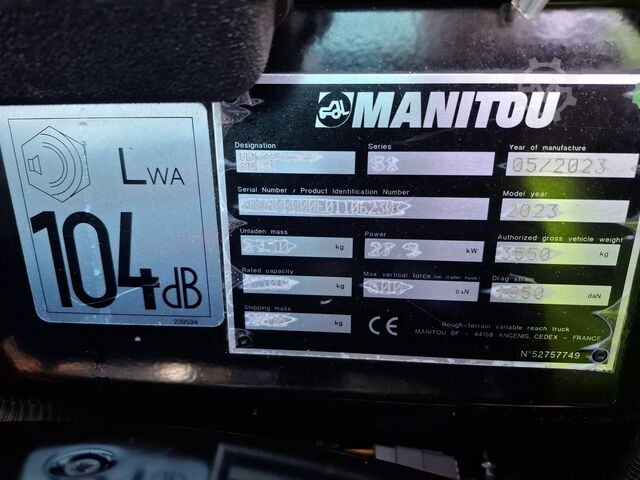 MANITOU
Designation
Series
Year of manufacture
58
05/2023
Serial Number / Product Identification Number
Model year
2023
Unladen mass
Power
Authorized gross vehicle weight
kg
kW
3550 kg
Rated capacity
Max vertical force (on trailer hook)
Drag strain
kg
daN
daN
Shipping mass
kg
CE
Rough-terrain variable reach truck
MANITOU BF - 44158 ANCENIS CEDEX - FRANCE
N°52757749
LWA
104dB
239594